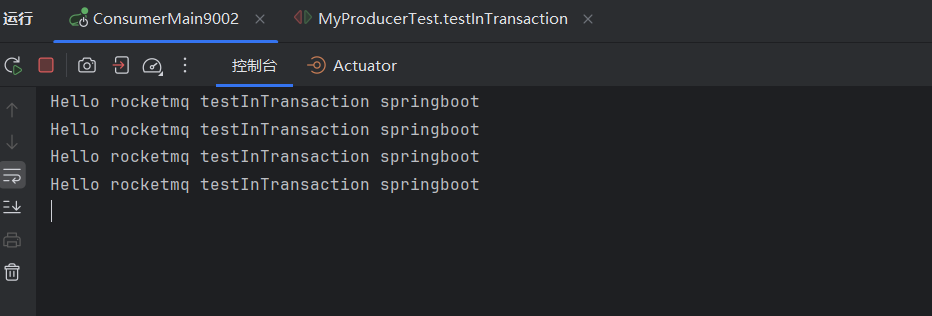 运行 ConsumerMain9002 MyProducerTest.testInTransaction
控制台 Actuator
Hello rocketmq testInTransaction springboot
Hello rocketmq testInTransaction springboot
Hello rocketmq testInTransaction springboot
Hello rocketmq testInTransaction springboot